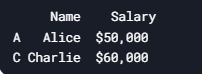 Name Salary
A Alice $50,000
C Charlie $60,000